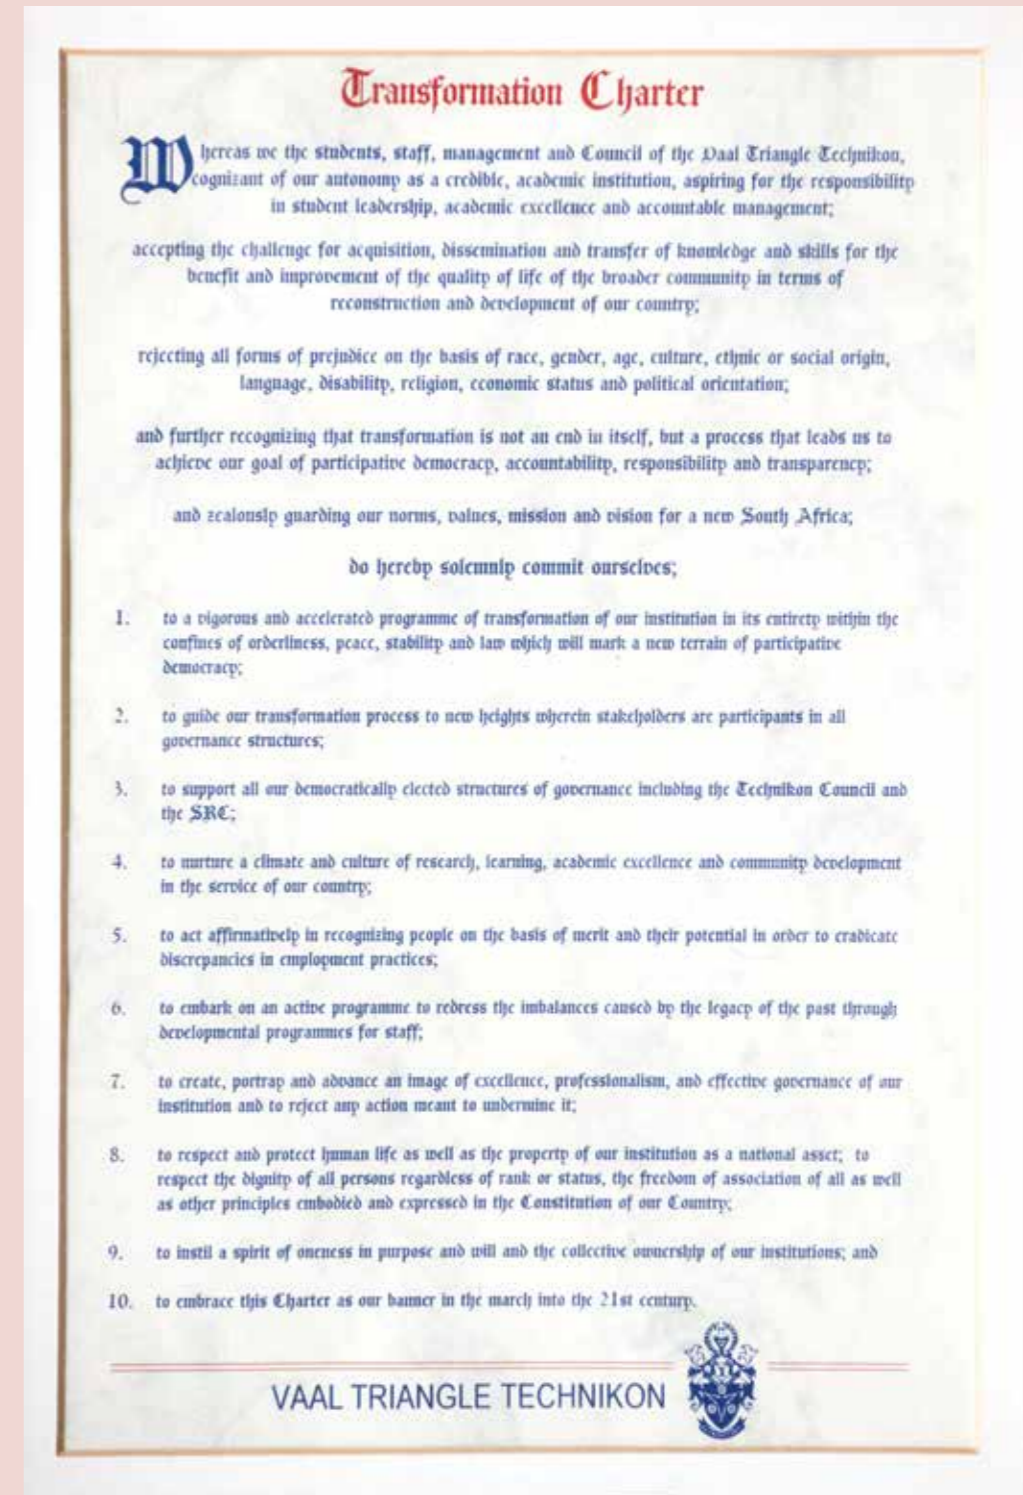 Transformation Charter
Whereas we the students, staff, management and Council of the Vaal Triangle Technikon,
cognizant of our autonomy as a credible, academic institution, aspiring for the responsibility
in student leadership, academic excellence and accountable management;
accepting the challenge for acquisition, dissemination and transfer of knowledge and skills for the
benefit and improvement of the quality of life of the broader community in terms of
reconstruction and development of our country;
rejecting all forms of prejudice on the basis of race, gender, age, culture, ethnic or social origin,
language, disability, religion, economic status and political orientation;
and further recognizing that transformation is not an end in itself, but a process that leads us to
achieve our goal of participative democracy, accountability, responsibility and transparency;
and zealously guarding our norms, values, mission and vision for a new South Africa;
do hereby solemnly commit ourselves;
1. to a vigorous and accelerated programme of transformation of our institution in its entirety within the
confines of orderliness, peace, stability and law which will mark a new terrain of participative
democracy;
2. to guide our transformation process to new heights wherein stakeholders are participants in all
governance structures;
3. to support all our democratically elected structures of governance including the Technikon Council and
the SRC;
4. to nurture a climate and culture of research, learning, academic excellence and community development
in the service of our country;
5. to act affirmatively in recognizing people on the basis of merit and their potential in order to eradicate
discrepancies in employment practices;
6. to embark on an active programme to redress the imbalances caused by the legacy of the past through
developmental programmes for staff;
7. to create, portray and advance an image of excellence, professionalism, and effective governance of our
institution and to reject any action meant to undermine it;
8. to respect and protect human life as well as the property of our institution as a national asset; to
respect the dignity of all persons regardless of rank or status, the freedom of association of all as well
as other principles embodied and expressed in the Constitution of our Country;
9. to instil a spirit of oneness in purpose and will and the collective ownership of our institutions; and
10. to embrace this Charter as our banner in the march into the 21st century.
VAAL TRIANGLE TECHNIKON